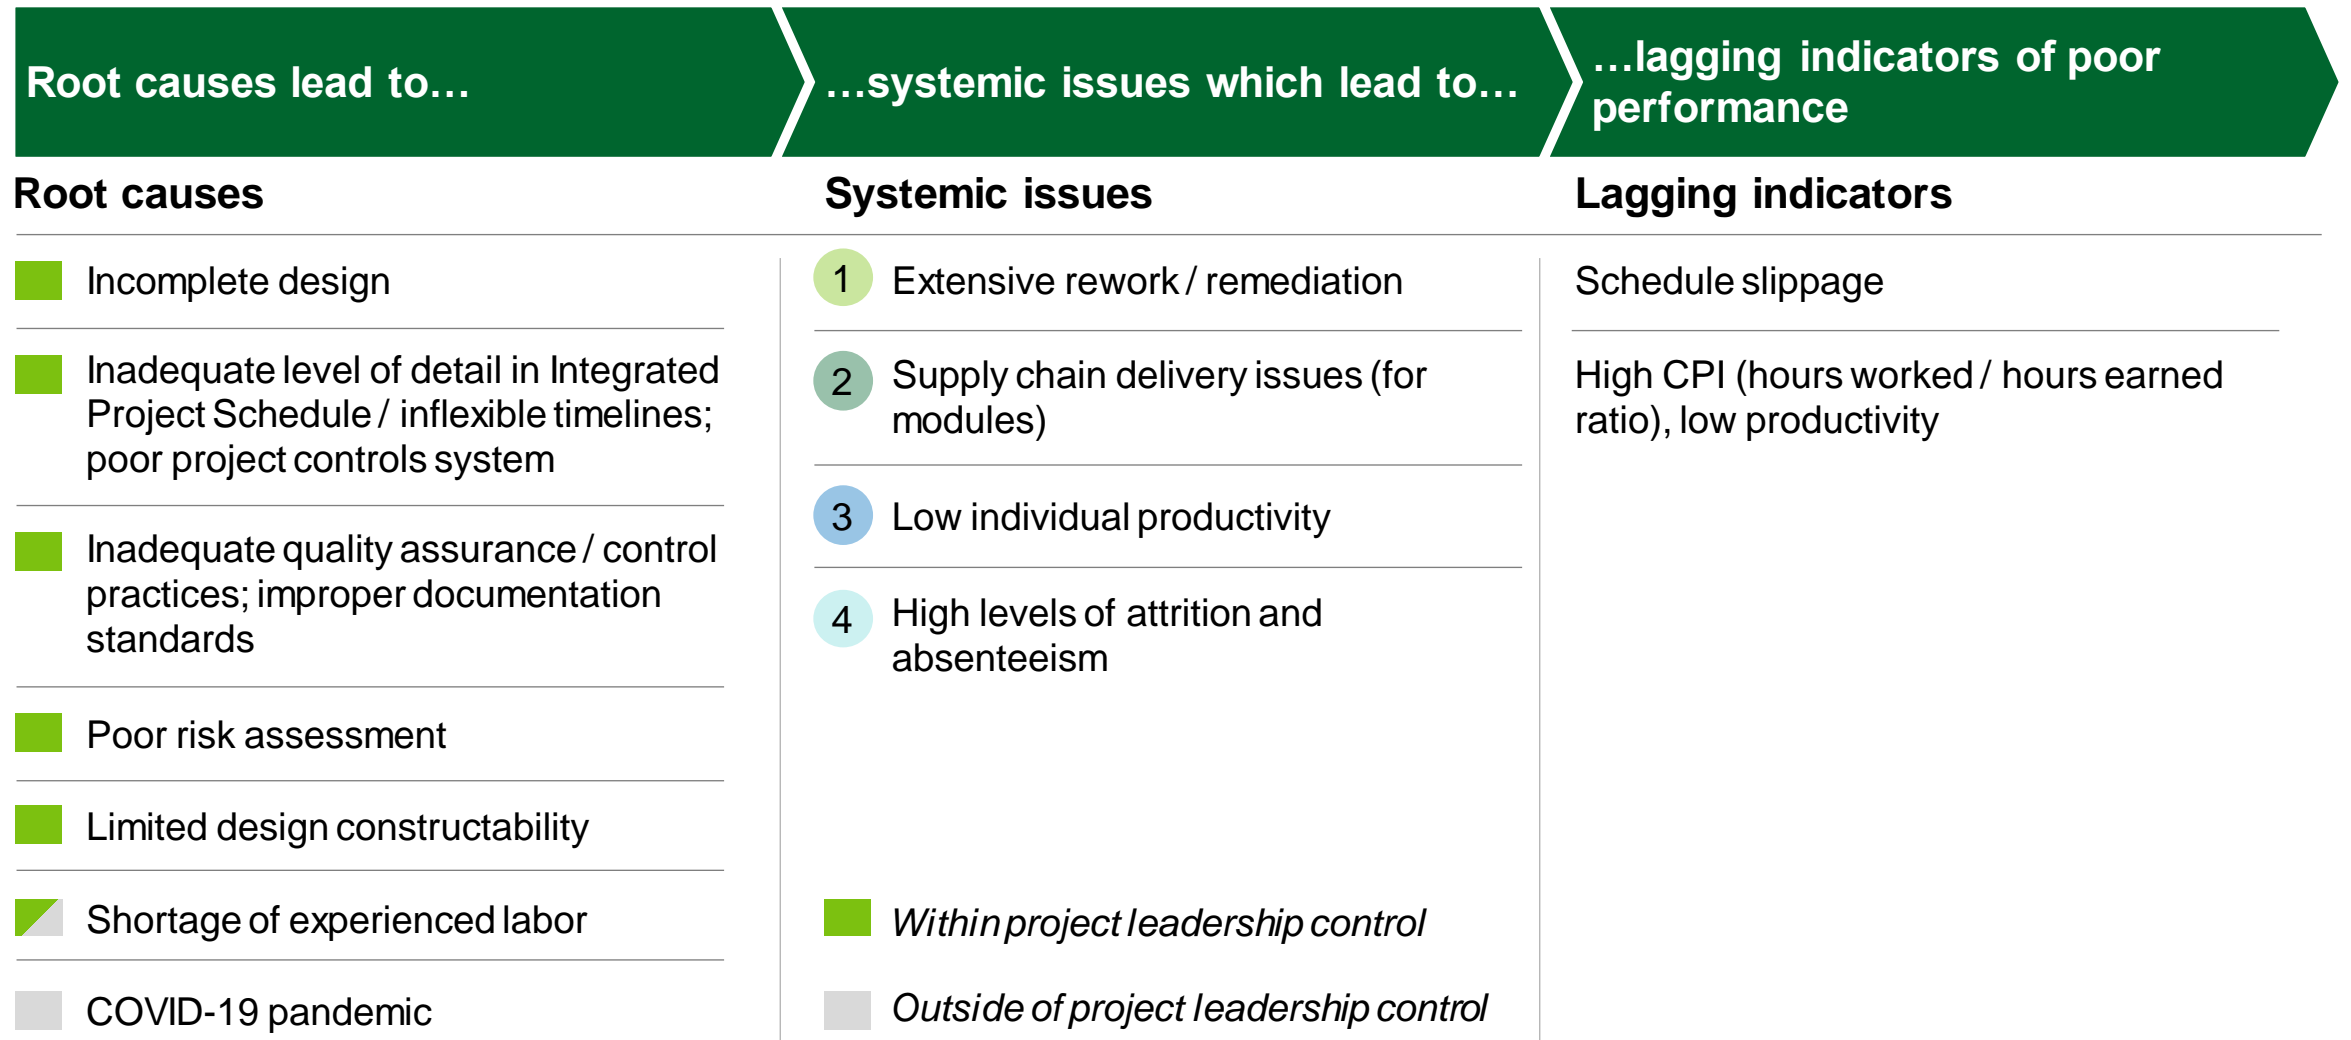 Root causes lead to…
…systemic issues which lead to…
…lagging indicators of poor
performance
Root causes
Incomplete design
Inadequate level of detail in Integrated
Project Schedule / inflexible timelines;
poor project controls system
Inadequate quality assurance / control
practices; improper documentation
standards
Poor risk assessment
Limited design constructability
Shortage of experienced labor
COVID-19 pandemic
Systemic issues
1 Extensive rework / remediation
2 Supply chain delivery issues (for
modules)
3 Low individual productivity
4 High levels of attrition and
absenteeism
Within project leadership control
Outside of project leadership control
Lagging indicators
Schedule slippage
High CPI (hours worked / hours earned
ratio), low productivity